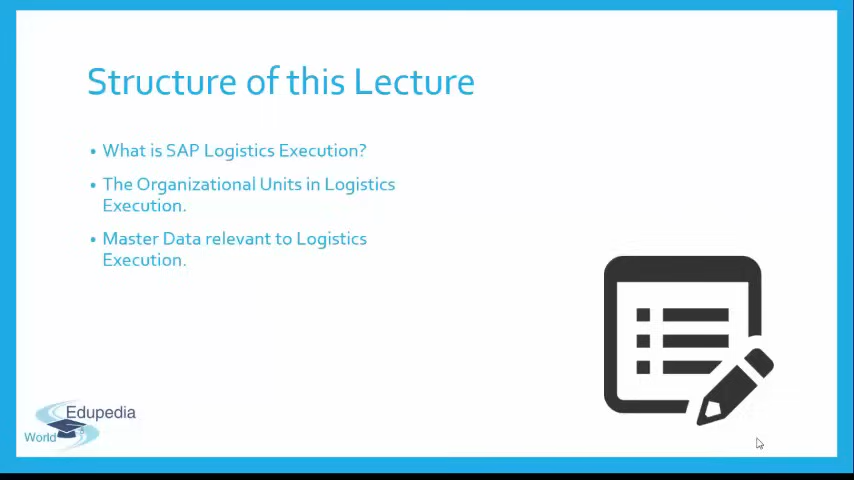 Structure of this Lecture
• What is SAP Logistics Execution?
• The Organizational Units in Logistics
Execution.
• Master Data relevant to Logistics
Execution.
Edupedia
World